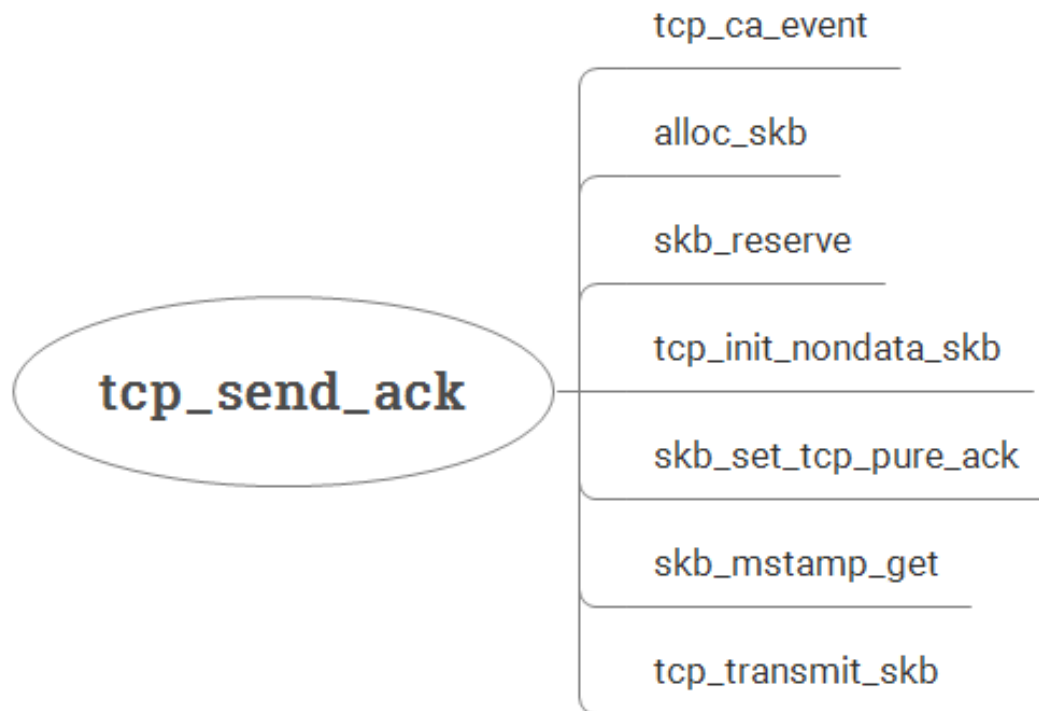 tcp_ca_event
alloc_skb
skb_reserve
tcp_init_nondata_skb
tcp_send_ack
skb_set_tcp_pure_ack
skb_mstamp_get
tcp_transmit_skb